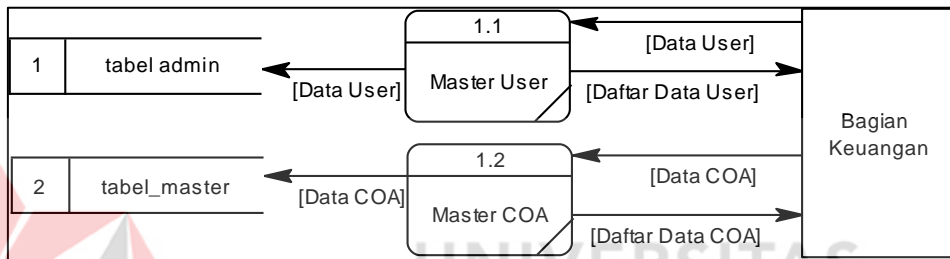 1.1
[Data User]
1
tabel admin
[Data User]
Master User
[Daftar Data User]
Bagian
Keuangan
1.2
[Data COA]
2
tabel_master
[Data COA]
Master COA
[Daftar Data COA]
UNIVERSITAS